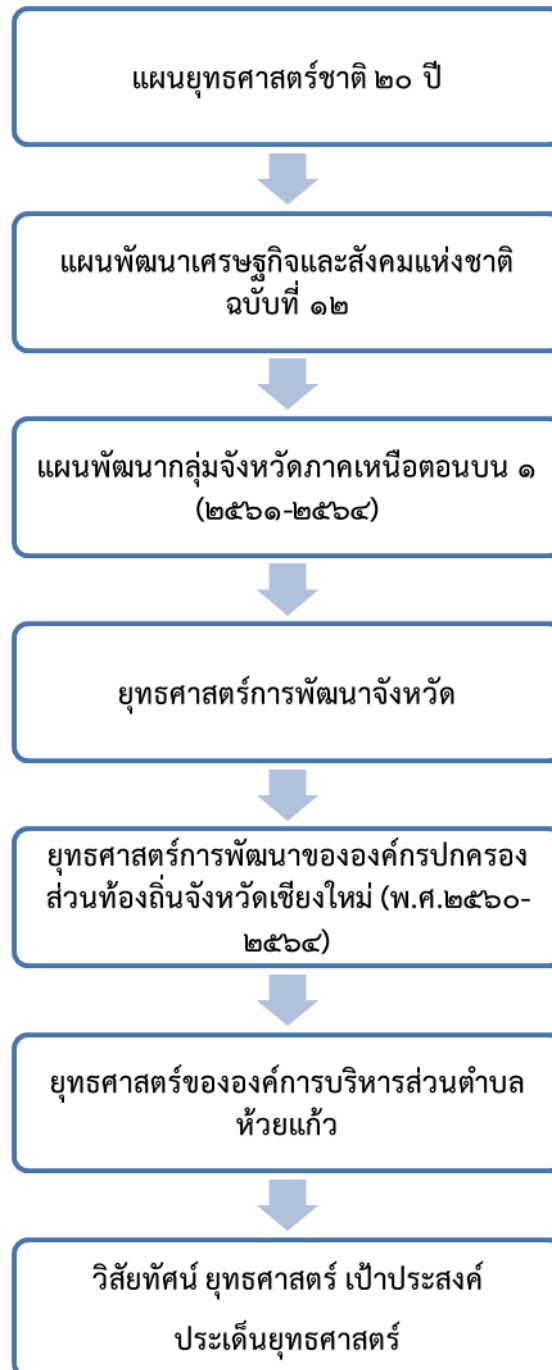 แผนยุทธศาสตร์ชาติ ๒๐ ปี
แผนพัฒนาเศรษฐกิจและสังคมแห่งชาติ
ฉบับที่ ๑๒
แผนพัฒนากลุ่มจังหวัดภาคเหนือตอนบน ๑
(๒๕๖๑-๒๕๖๔)
ยุทธศาสตร์การพัฒนาจังหวัด
ยุทธศาสตร์การพัฒนาขององค์กรปกครอง
ส่วนท้องถิ่นจังหวัดเชียงใหม่ (พ.ศ.๒๕๖๐-
๒๕๖๔)
ยุทธศาสตร์ขององค์การบริหารส่วนตำบล
ห้วยแก้ว
วิสัยทัศน์ ยุทธศาสตร์ เป้าประสงค์
ประเด็นยุทธศาสตร์